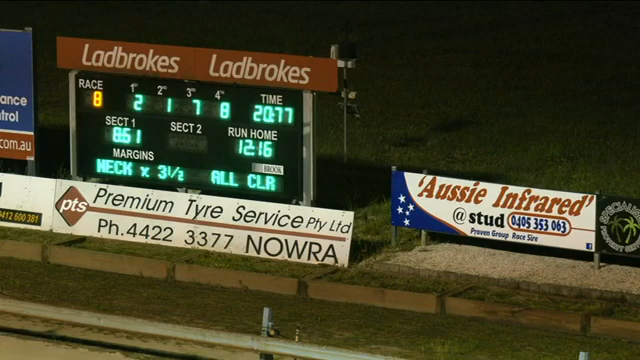 Ladbrokes Ladbrokes
RACE 1st 2nd 3rd 4th TIME
8 2 1 7 8 20:77
SECT 1 SECT 2 RUN HOME
8.51 12.16
MARGINS BROOK
NECK x 3½ ALL CLR
ance
ntrol
.com.au
0412 600 381
pts Premium Tyre Service Pty Ltd
Ph.4422 3377 NOWRA
'Aussie Infrared'
@ stud 0405 353 063
Proven Group Race Sire